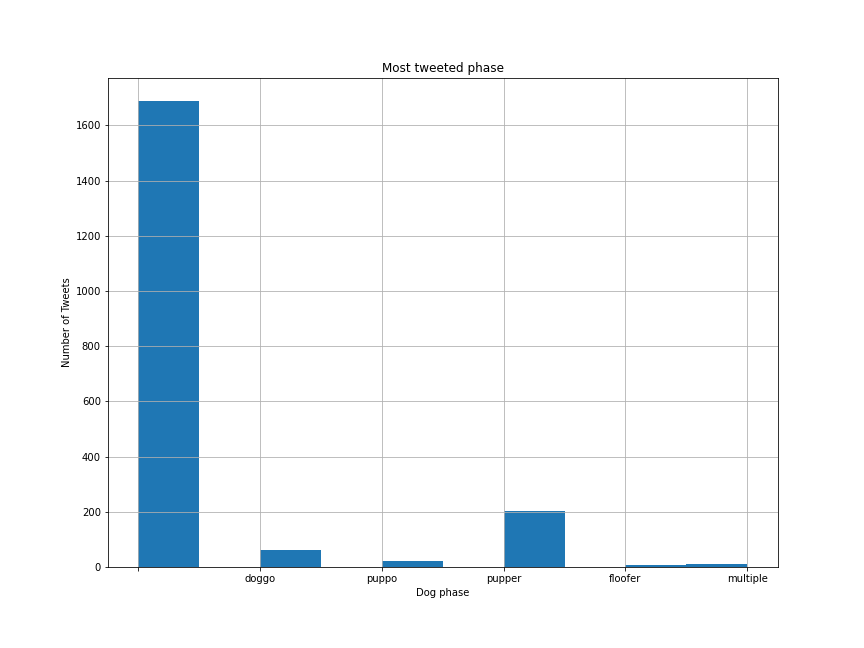 Most tweeted phase
1600
1400
1200
1000
800
600
400
200
0
Number of Tweets
doggo puppo pupper floofer multiple
Dog phase